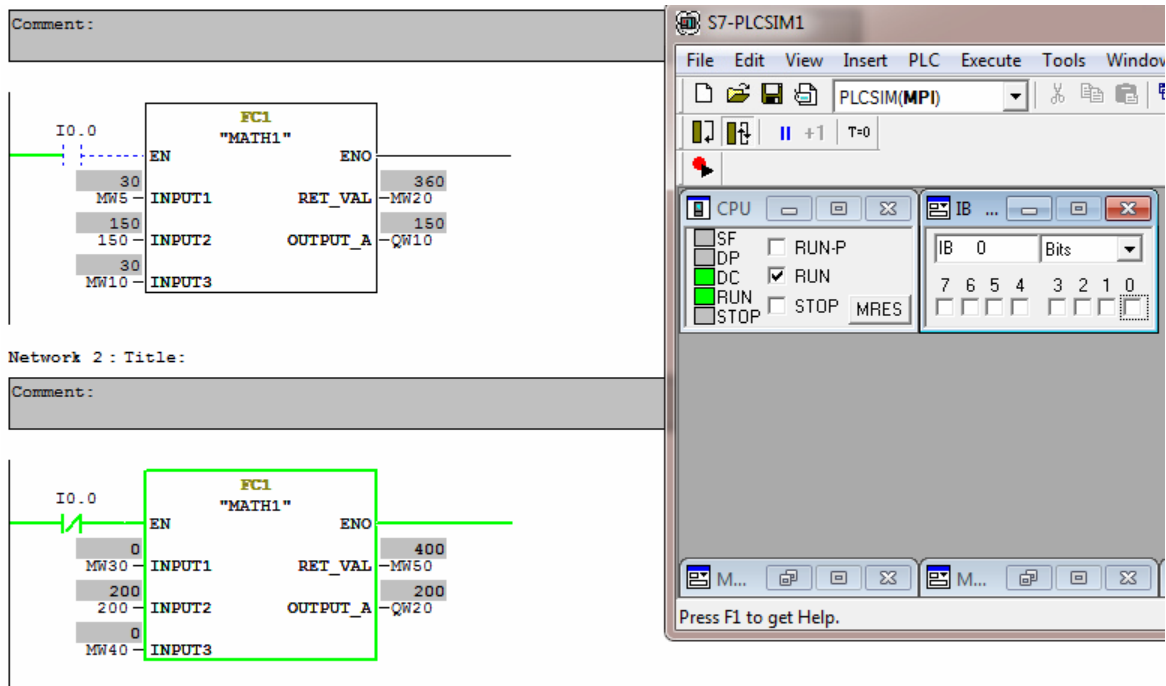 Comment:
I0.0
FC1
"MATH1"
EN
ENO
30
MW5
INPUT1
RET_VAL
360
MW20
150
150
INPUT2
OUTPUT_A
150
QW10
30
MW10
INPUT3
Network 2 : Title:
Comment:
I0.0
FC1
"MATH1"
EN
ENO
0
MW30
INPUT1
RET_VAL
400
MW50
200
200
INPUT2
OUTPUT_A
200
QW20
0
MW40
INPUT3
S7-PLCSIM1
File Edit View Insert PLC Execute Tools Window
PLCSIM(MPI)
+1 T=0
CPU
SF
DP
DC
RUN
STOP
RUN-P
RUN
STOP
MRES
IB ...
IB 0
Bits
7 6 5 4 3 2 1 0
M...
M...
Press F1 to get Help.